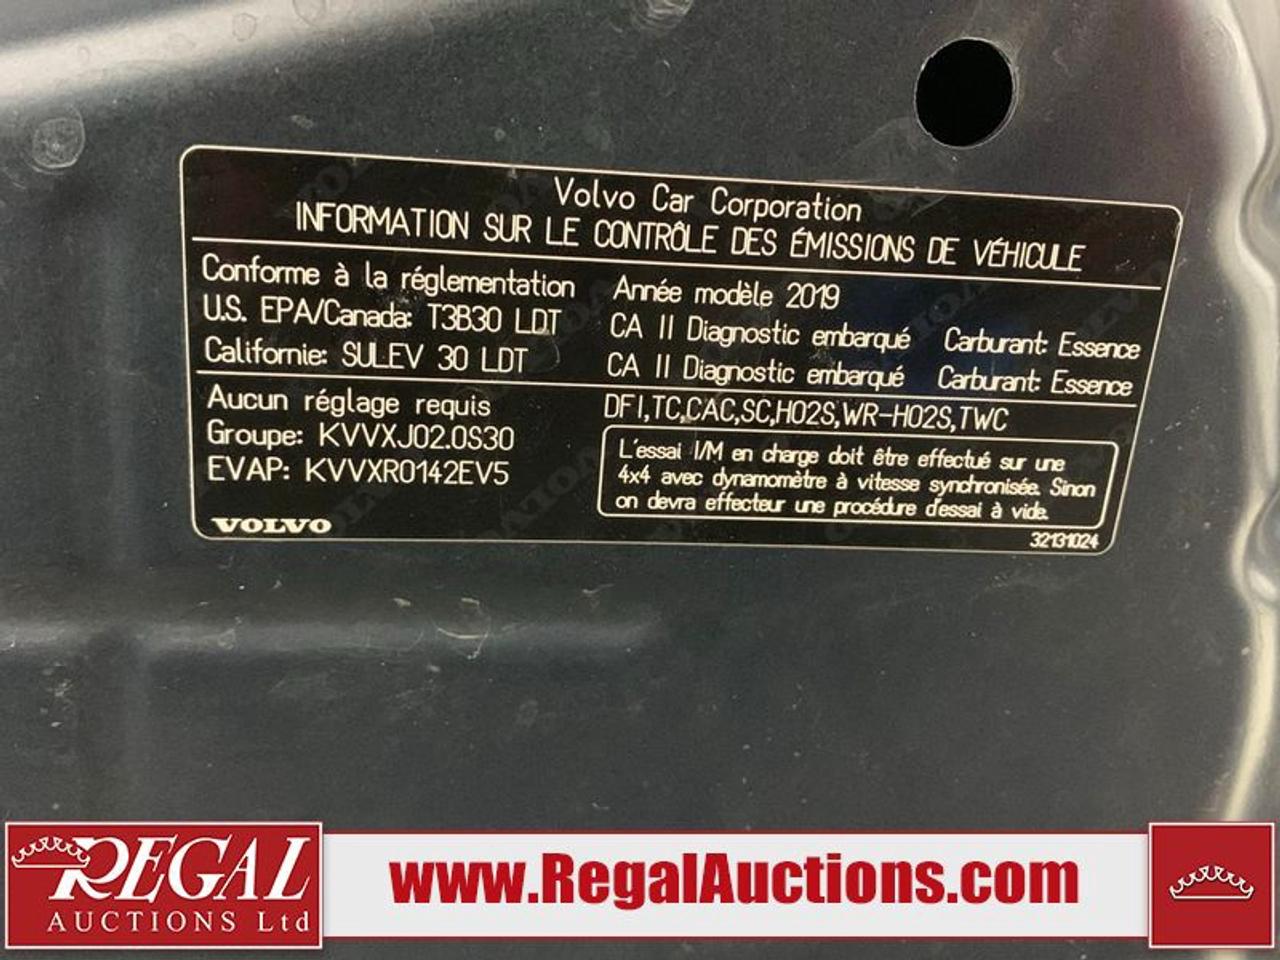 Volvo Car Corporation
INFORMATION SUR LE CONTRÔLE DES ÉMISSIONS DE VÉHICULE
Conforme à la réglementation Année modèle 2019
U.S. EPA/Canada: T3B30 LDT CA II Diagnostic embarqué Carburant: Essence
Californie: SULEV 30 LDT CA II Diagnostic embarqué Carburant: Essence
Aucun réglage requis DFI,TC,CAC,SC,HO2S,WR-HO2S,TWC
Groupe: KVVXJ02.0S30
EVAP: KVVXR0142EV5
L'essai I/M en charge doit être effectué sur une
4x4 avec dynamomètre à vitesse synchronisée. Sinon
on devra effecteur une procédure d'essai à vide.
VOLVO
32131024
REGAL
AUCTIONS Ltd
www.RegalAuctions.com